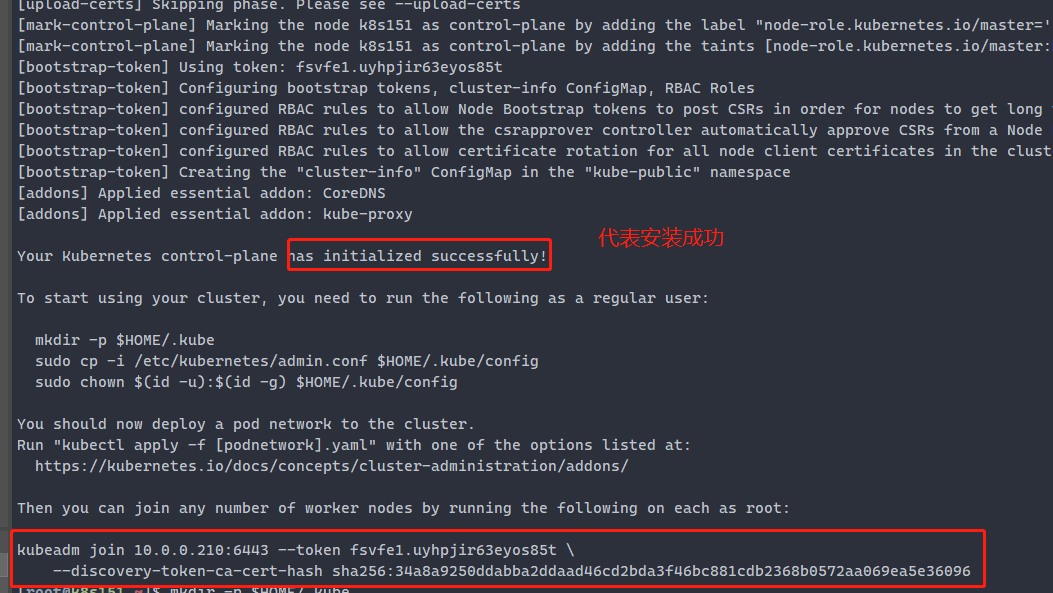 [upload-certs] Skipping phase. Please see --upload-certs
[mark-control-plane] Marking the node k8s151 as control-plane by adding the label "node-role.kubernetes.io/master='
[mark-control-plane] Marking the node k8s151 as control-plane by adding the taints [node-role.kubernetes.io/master:
[bootstrap-token] Using token: fsvfe1.uyhpjir63eyos85t
[bootstrap-token] Configuring bootstrap tokens, cluster-info ConfigMap, RBAC Roles
[bootstrap-token] configured RBAC rules to allow Node Bootstrap tokens to post CSRs in order for nodes to get long
[bootstrap-token] configured RBAC rules to allow the csrapprover controller automatically approve CSRs from a Node
[bootstrap-token] configured RBAC rules to allow certificate rotation for all node client certificates in the clust
[bootstrap-token] Creating the "cluster-info" ConfigMap in the "kube-public" namespace
[addons] Applied essential addon: CoreDNS
[addons] Applied essential addon: kube-proxy
代表安装成功
Your Kubernetes control-plane has initialized successfully!
To start using your cluster, you need to run the following as a regular user:
mkdir -p $HOME/.kube
sudo cp -i /etc/kubernetes/admin.conf $HOME/.kube/config
sudo chown $(id -u):$(id -g) $HOME/.kube/config
You should now deploy a pod network to the cluster.
Run "kubectl apply -f [podnetwork].yaml" with one of the options listed at:
https://kubernetes.io/docs/concepts/cluster-administration/addons/
Then you can join any number of worker nodes by running the following on each as root:
kubeadm join 10.0.0.210:6443 --token fsvfe1.uyhpjir63eyos85t \
--discovery-token-ca-cert-hash sha256:34a8a9250ddabba2ddaad46cd2bda3f46bc881cdb2368b0572aa069ea5e36096
[root@k8s151 ~]$ mkdir -p $HOME/.kube